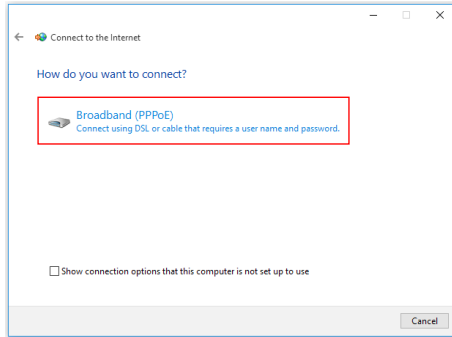 Connect to the Internet
How do you want to connect?
Broadband (PPPoE)
Connect using DSL or cable that requires a user name and password.
Show connection options that this computer is not set up to use
Cancel